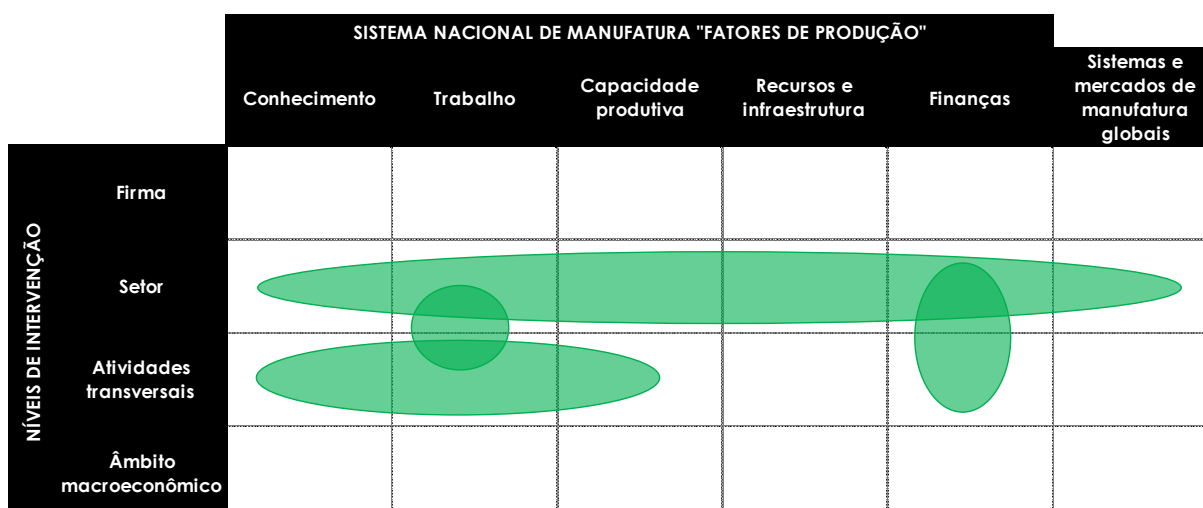 SISTEMA NACIONAL DE MANUFATURA "FATORES DE PRODUÇÃO"
Conhecimento
Trabalho
Capacidade
produtiva
Recursos e
infraestrutura
Finanças
Sistemas e
mercados de
manufatura
globais
NÍVEIS DE INTERVENÇÃO
Firma
Setor
Atividades
transversais
Âmbito
macroeconômico